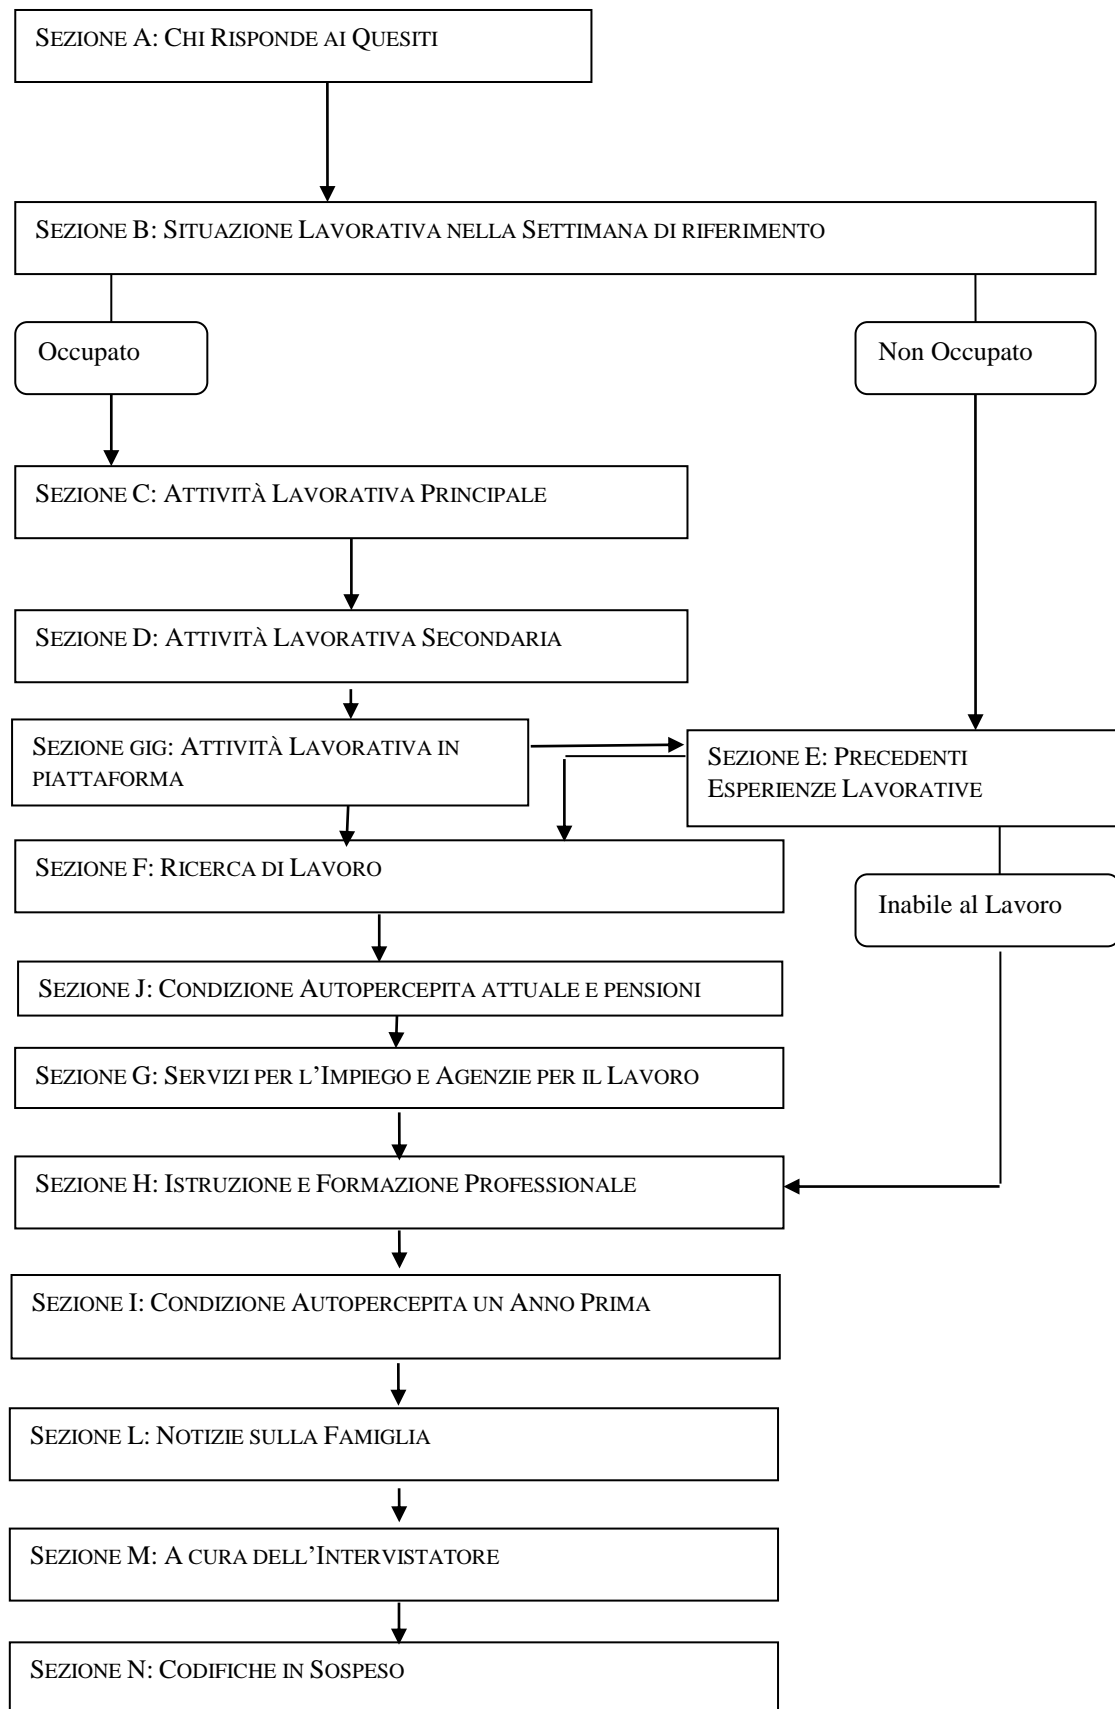 SEZIONE A: CHI RISPONDE AI QUESITI
SEZIONE B: SITUAZIONE LAVORATIVA NELLA SETTIMANA DI RIFERIMENTO
Occupato
Non Occupato
SEZIONE C: ATTIVITÀ LAVORATIVA PRINCIPALE
SEZIONE D: ATTIVITÀ LAVORATIVA SECONDARIA
SEZIONE GIG: ATTIVITÀ LAVORATIVA IN
PIATTAFORMA
SEZIONE E: PRECEDENTI
ESPERIENZE LAVORATIVE
SEZIONE F: RICERCA DI LAVORO
Inabile al Lavoro
SEZIONE J: CONDIZIONE AUTOPERCEPITA ATTUALE E PENSIONI
SEZIONE G: SERVIZI PER L'IMPIEGO E AGENZIE PER IL LAVORO
SEZIONE H: ISTRUZIONE E FORMAZIONE PROFESSIONALE
SEZIONE I: CONDIZIONE AUTOPERCEPITA UN ANNO PRIMA
SEZIONE L: NOTIZIE SULLA FAMIGLIA
SEZIONE M: A CURA DELL'INTERVISTATORE
SEZIONE N: CODIFICHE IN SOSPESO